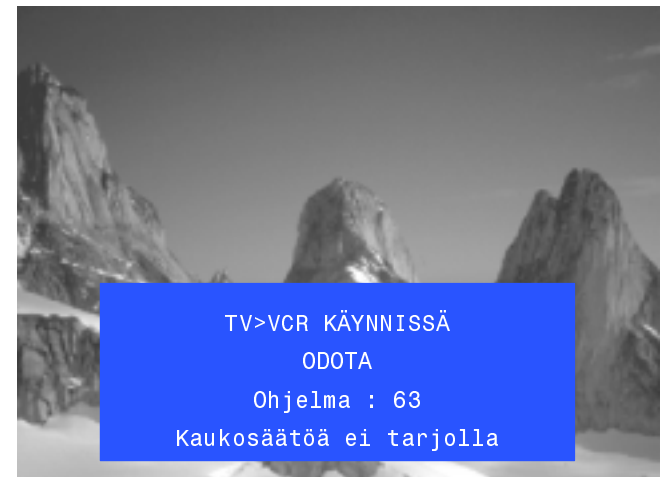 TV>VCR KÄYNNISSÄ
ODOTA
Ohjelma : 63
Kaukosäätöä ei tarjolla